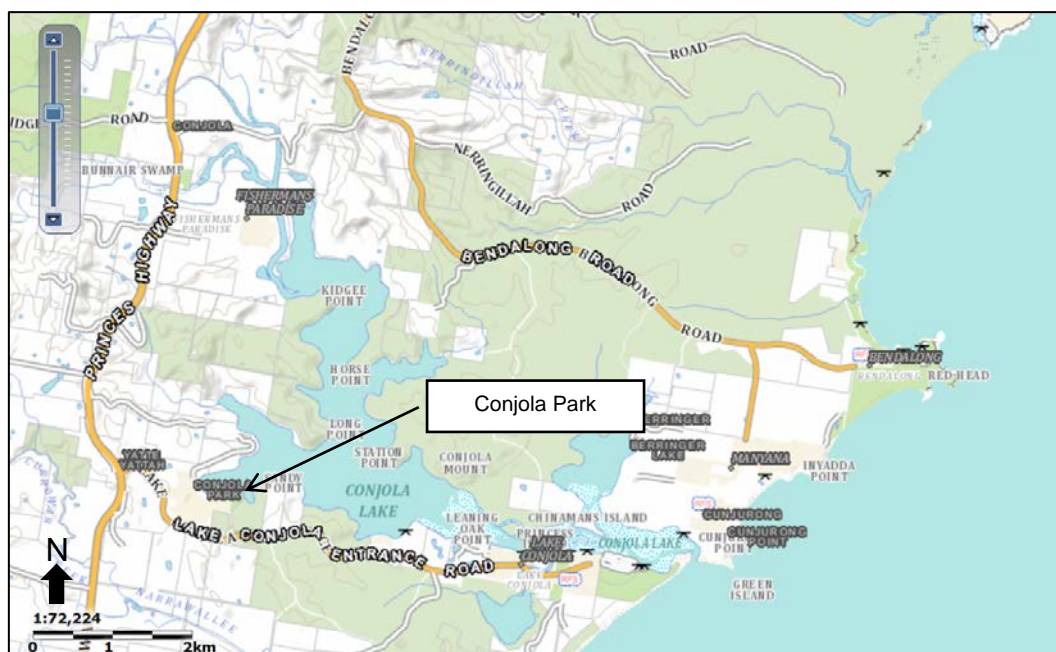 BENDALONG
ROAD
NERRINDILLAH
CREEK
ROAD
CONJOLA
BUNNAIR SWAMP
NERRINGILLAH
ROAD
FISHERMANS
PARADISE
FISHERMANS
PARADISE
PRINCES HIGHWAY
BENDALONG ROAD
ROAD
KIDGEE
POINT
HORSE
POINT
BENDALONG
BENDALONG
RED HEAD
Conjola Park
LONG
POINT
STATION
POINT
CONJOLA
MOUNT
BERRINGER
BERRINGER
LAKE
MANYANA
INYADDA
POINT
YATTE
YATTAH
CONJOLA
PARK
SANDY
POINT
CONJOLA
LAKE
LAKE CONJOLA ENTRANCE ROAD
LEANING
OAK
POINT
CHINAMANS ISLAND
PRINCESS
LAKE
CONJOLA
LAKE
CONJOLA
CONJOLA LAKE
CUNJURONG
CUNJURONG
POINT
POINT
GREEN
ISLAND
NARRAWALLEE
N
1:72,224
0 1 2km